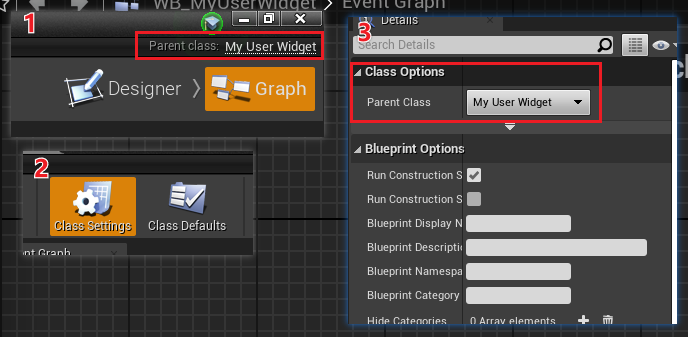 WB_MyUserWidget > Event Graph
1
Parent class: My User Widget
Designer
Graph
2
Class Settings
Class Defaults
ent Graph
3
Details
Search Details
Class Options
Parent Class
My User Widget
Blueprint Options
Run Construction S
Run Construction S
Blueprint Display N
Blueprint Descriptio
Blueprint Namespa
Blueprint Category
Hide Categories
0 Array elements